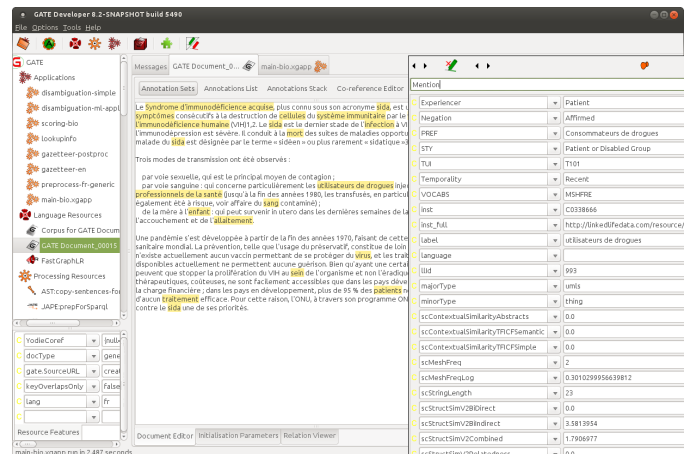 GATE Developer 8.2-SNAPSHOT build 5490
File Options Tools Help
GATE
Applications
disambiguation-simple
disambiguation-ml-appl
scoring-bio
lookupinfo
gazetteer-postproc
gazetteer-en
preprocess-fr-generic
main-bio.xgapp
Language Resources
Corpus for GATE Docum
GATE Document_00015
FastGraphLR
Processing Resources
AST:copy-sentences-for
JAPE:prepForSparql
YodieCoref
(null
docType
gene
gate.SourceURL
creat
keyOverlapsOnly
false
lang
fr
Resource Features
main-bio.xgapp run in 2.487 seconds
Messages GATE Document_0... main-bio.xgapp
Annotation Sets Annotations List Annotations Stack Co-reference Editor
Le Syndrome d'immunodéficience acquise, plus connu sous son acronyme sida, est
symptômes consécutifs à la destruction de cellules du système immunitaire par le
l'immunodéficience humaine (VIH)1,2. Le sida est le dernier stade de l'infection à
l'immunodépression est sévère. Il conduit à la mort des suites de maladies opportu
malade du sida est désignée par le terme « sidéen » ou plus rarement « sidatique »3
Trois modes de transmission ont été observés :
par voie sexuelle, qui est le principal moyen de contagion ;
par voie sanguine : qui concerne particulièrement les utilisateurs de drogues inje
professionnels de la santé (jusqu'à la fin des années 1980, les transfusés, en particul
également été à risque, voir affaire du sang contaminé) ;
de la mère à l'enfant : qui peut survenir in utero dans les dernières semaines de la
l'accouchement et de l'allaitement.
Une pandémie s'est développée à partir de la fin des années 1970, faisant de cette
sanitaire mondial. La prévention, telle que l'usage du préservatif, constitue de loin
n'existe actuellement aucun vaccin permettant de se protéger du virus, et les trait
disponibles actuellement ne permettent aucune guérison. Bien qu'ayant une certai
peuvent que stopper la prolifération du VIH au sein de l'organisme et non l'éradiqu
thérapeutiques, coûteuses, ne sont facilement accessibles que dans les pays déve
la charge financière ; dans les pays en développement, plus de 95 % des patients n
d'aucun traitement efficace. Pour cette raison, l'ONU, à travers son programme ON
contre le sida une de ses priorités.
Document Editor Initialisation Parameters Relation Viewer
Mention
Experiencer
Patient
Negation
Affirmed
PREF
Consommateurs de drogues
STY
Patient or Disabled Group
TUI
T101
Temporality
Recent
VOCABS
MSHFRE
inst
C0338666
inst_full
http://linkedlifedata.com/resource/
label
utilisateurs de drogues
language
llId
993
majorType
umls
minorType
thing
scContextualSimilarityAbstracts
0.0
scContextualSimilarityTFICFSemantic
0.0
scContextualSimilarityTFICFSimple
0.0
scMeshFreq
2
scMeshFreqLog
0.3010299956639812
scStringLength
23
scStructSimV2BiDirect
0.0
scStructSimV2BiIndirect
3.5813954
scStructSimV2Combined
1.7906977
scStructSimV2Relatedness
0.0